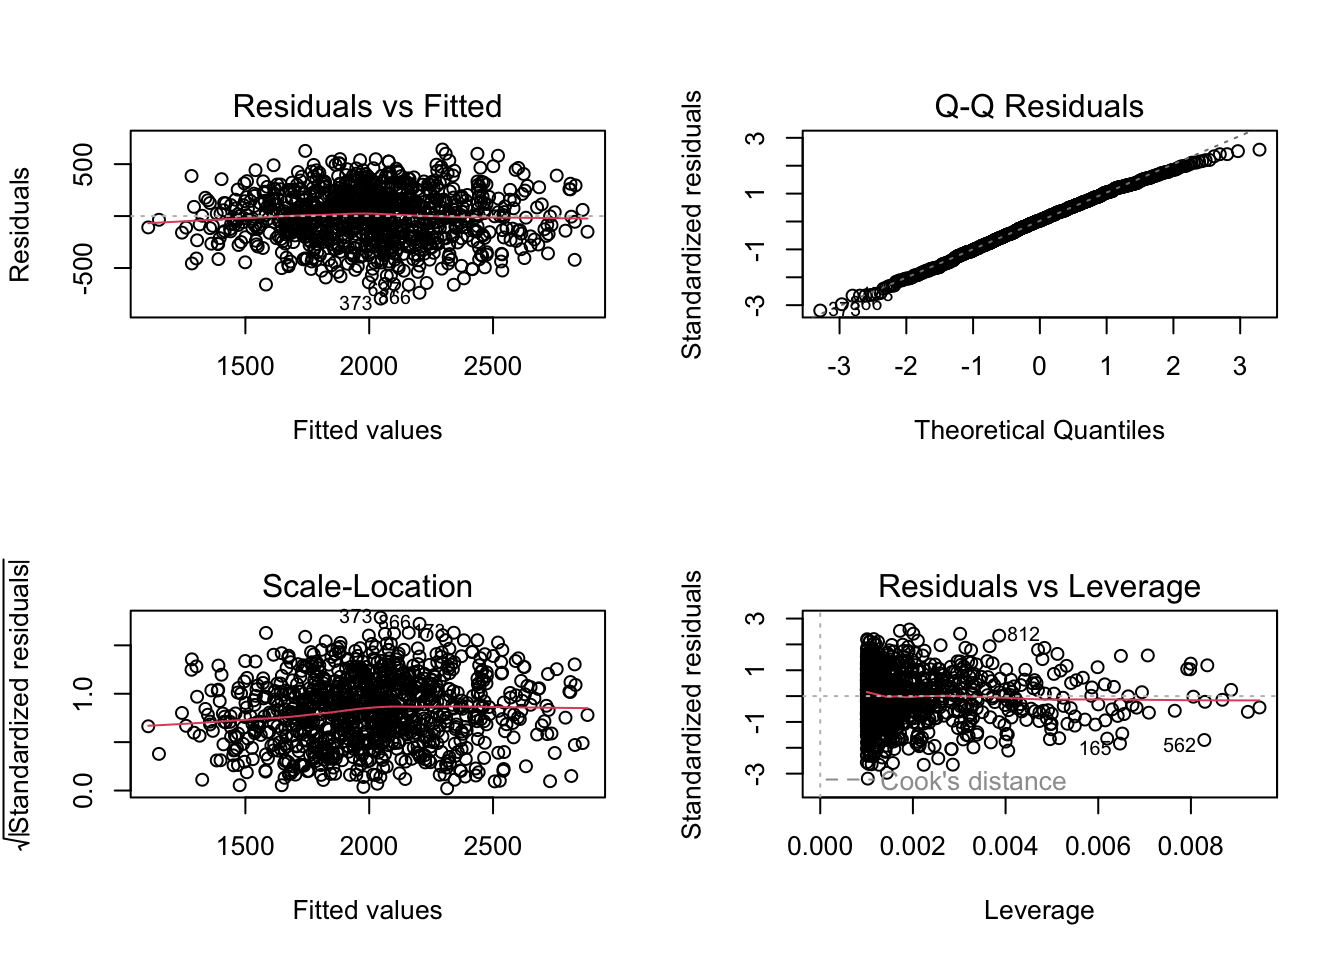 Residuals vs Fitted
Residuals
500
-500
373
366
1500 2000 2500
Fitted values
Q-Q Residuals
Standardized residuals
3
1
-1
-3
373
-3 -2 -1 0 1 2 3
Theoretical Quantiles
Scale-Location
√|Standardized residuals|
1.0
0.0
373
366
173
1500 2000 2500
Fitted values
Residuals vs Leverage
Standardized residuals
3
1
-1
-3
812
165
562
Cook's distance
0.000 0.002 0.004 0.006 0.008
Leverage